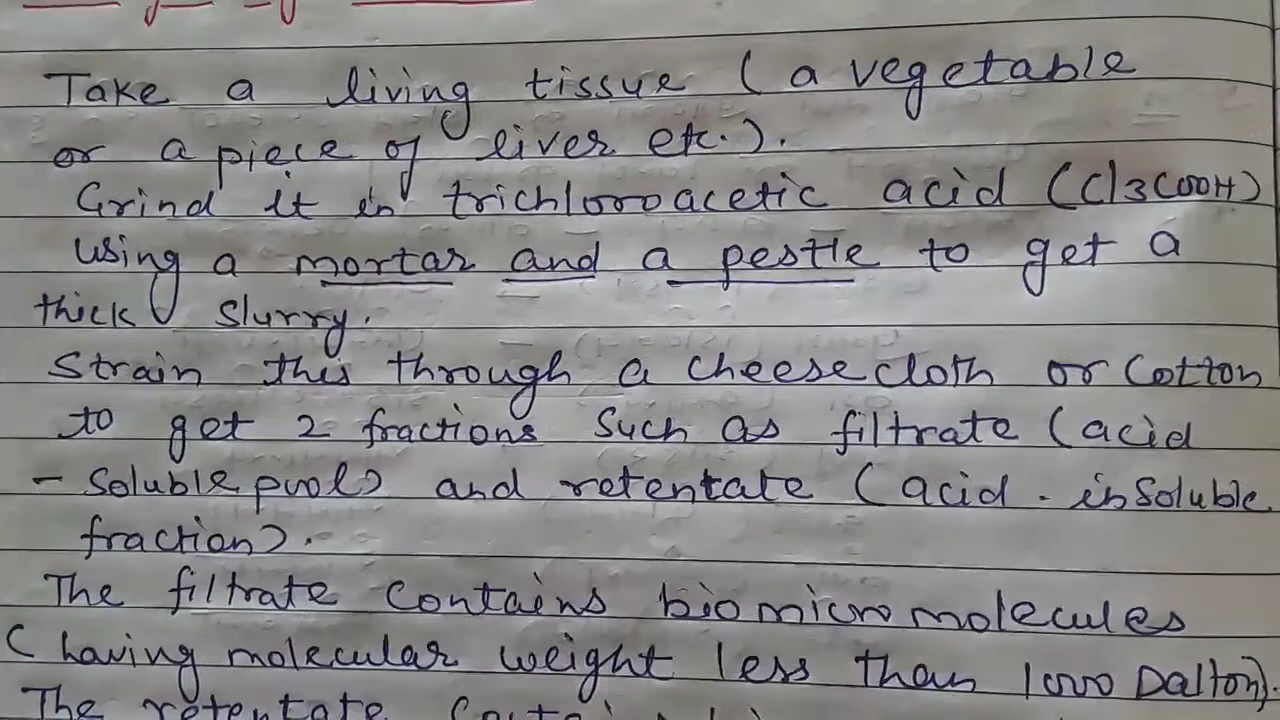 Take a living tissue (a vegetable
or a piece of liver etc.).
Grind it in trichloroacetic acid (Cl3COOH)
using a mortar and a pestle to get a
thick slurry.
Strain this through a cheese cloth or Cotton
to get 2 fractions such as filtrate (acid
- soluble pool) and retentate (acid - insoluble
fraction).
The filtrate contains biomicromolecules
(having molecular weight less than 1000 Dalton).
The retentate